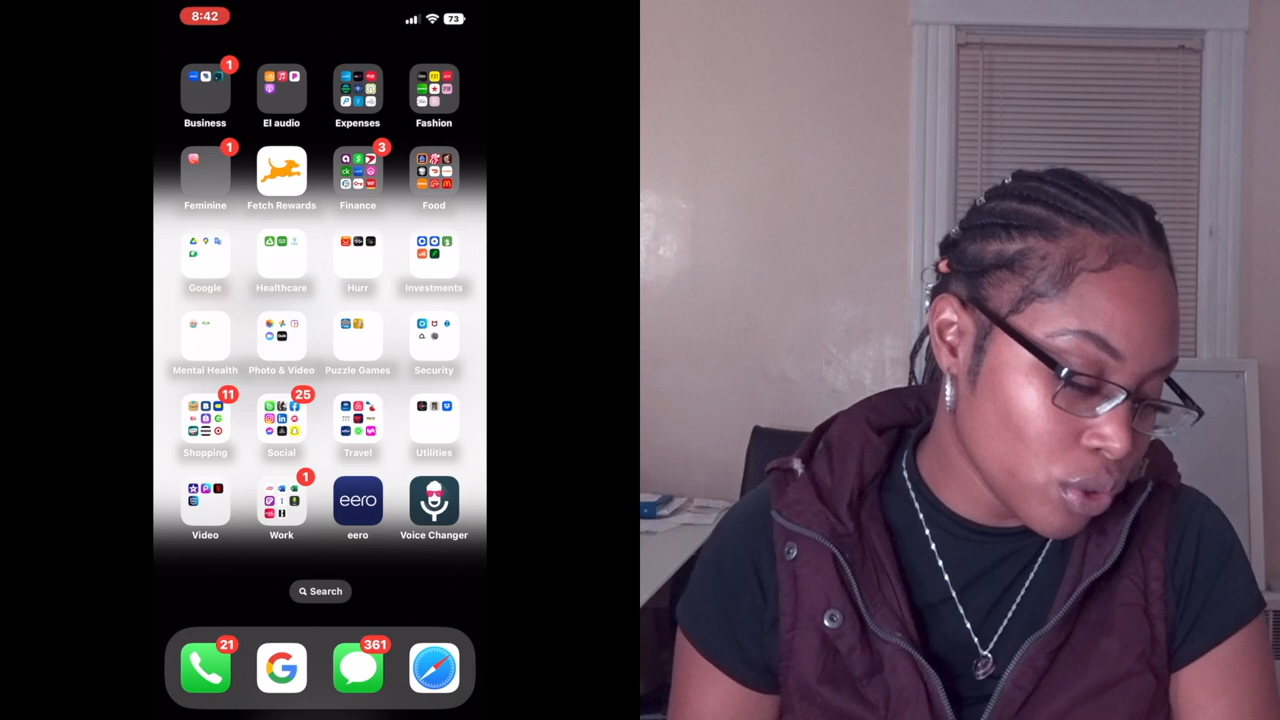 8:42
73
1
Business
El audio
Expenses
Fashion
1
3
Feminine
Fetch Rewards
Finance
Food
Google
Healthcare
Hurr
Investments
Mental Health
Photo & Video
Puzzle Games
Security
11
25
Shopping
Social
Travel
Utilities
1
eero
Video
Work
eero
Voice Changer
Search
21
361